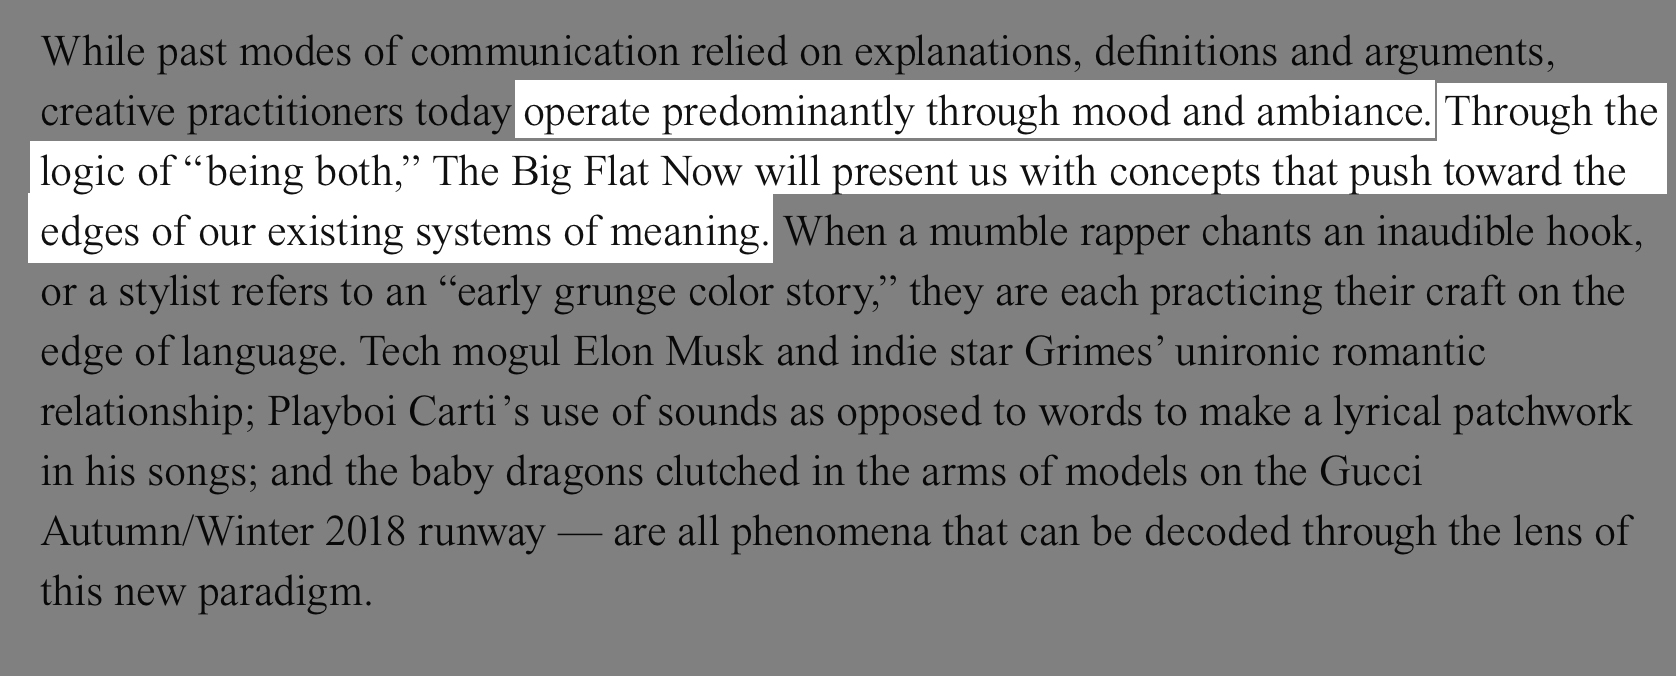 While past modes of communication relied on explanations, definitions and arguments,
creative practitioners today operate predominantly through mood and ambiance. Through the
logic of “being both,” The Big Flat Now will present us with concepts that push toward the
edges of our existing systems of meaning. When a mumble rapper chants an inaudible hook,
or a stylist refers to an “early grunge color story,” they are each practicing their craft on the
edge of language. Tech mogul Elon Musk and indie star Grimes’ unironic romantic
relationship; Playboi Carti’s use of sounds as opposed to words to make a lyrical patchwork
in his songs; and the baby dragons clutched in the arms of models on the Gucci
Autumn/Winter 2018 runway — are all phenomena that can be decoded through the lens of
this new paradigm.